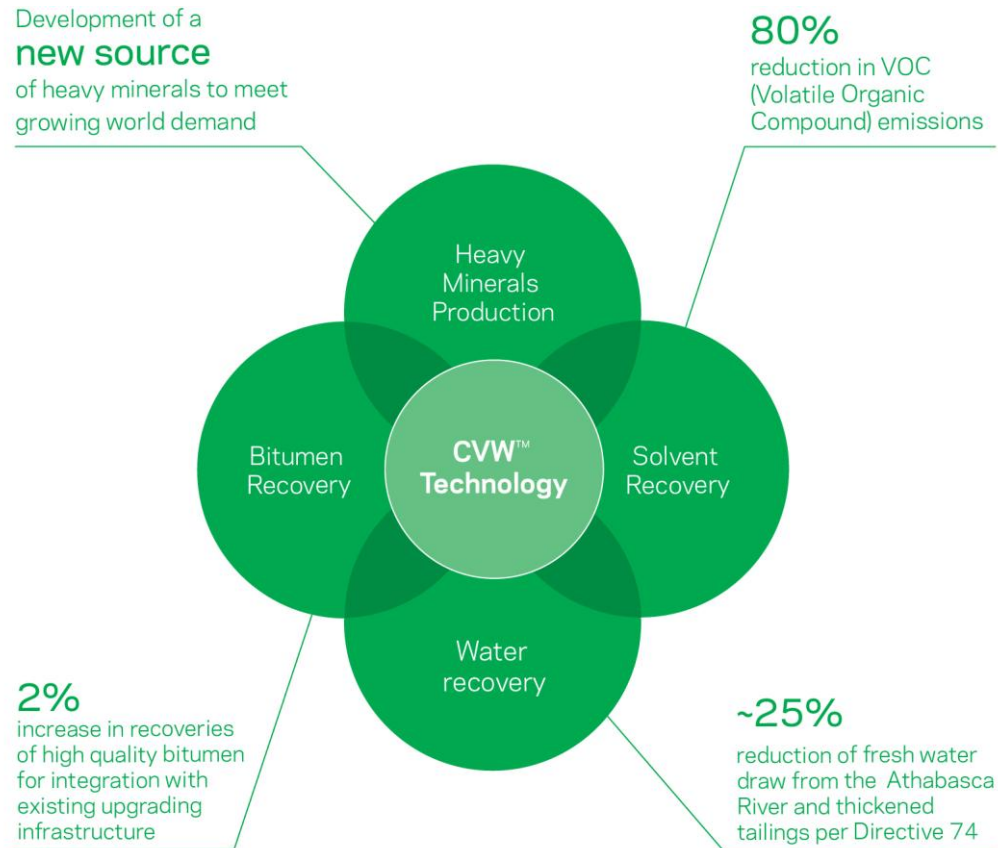 Development of a
new source
of heavy minerals to meet
growing world demand
80%
reduction in VOC
(Volatile Organic
Compound) emissions
Heavy
Minerals
Production
Bitumen
Recovery
CVW™
Technology
Solvent
Recovery
Water
recovery
2%
increase in recoveries
of high quality bitumen
for integration with
existing upgrading
infrastructure
~25%
reduction of fresh water
draw from the Athabasca
River and thickened
tailings per Directive 74